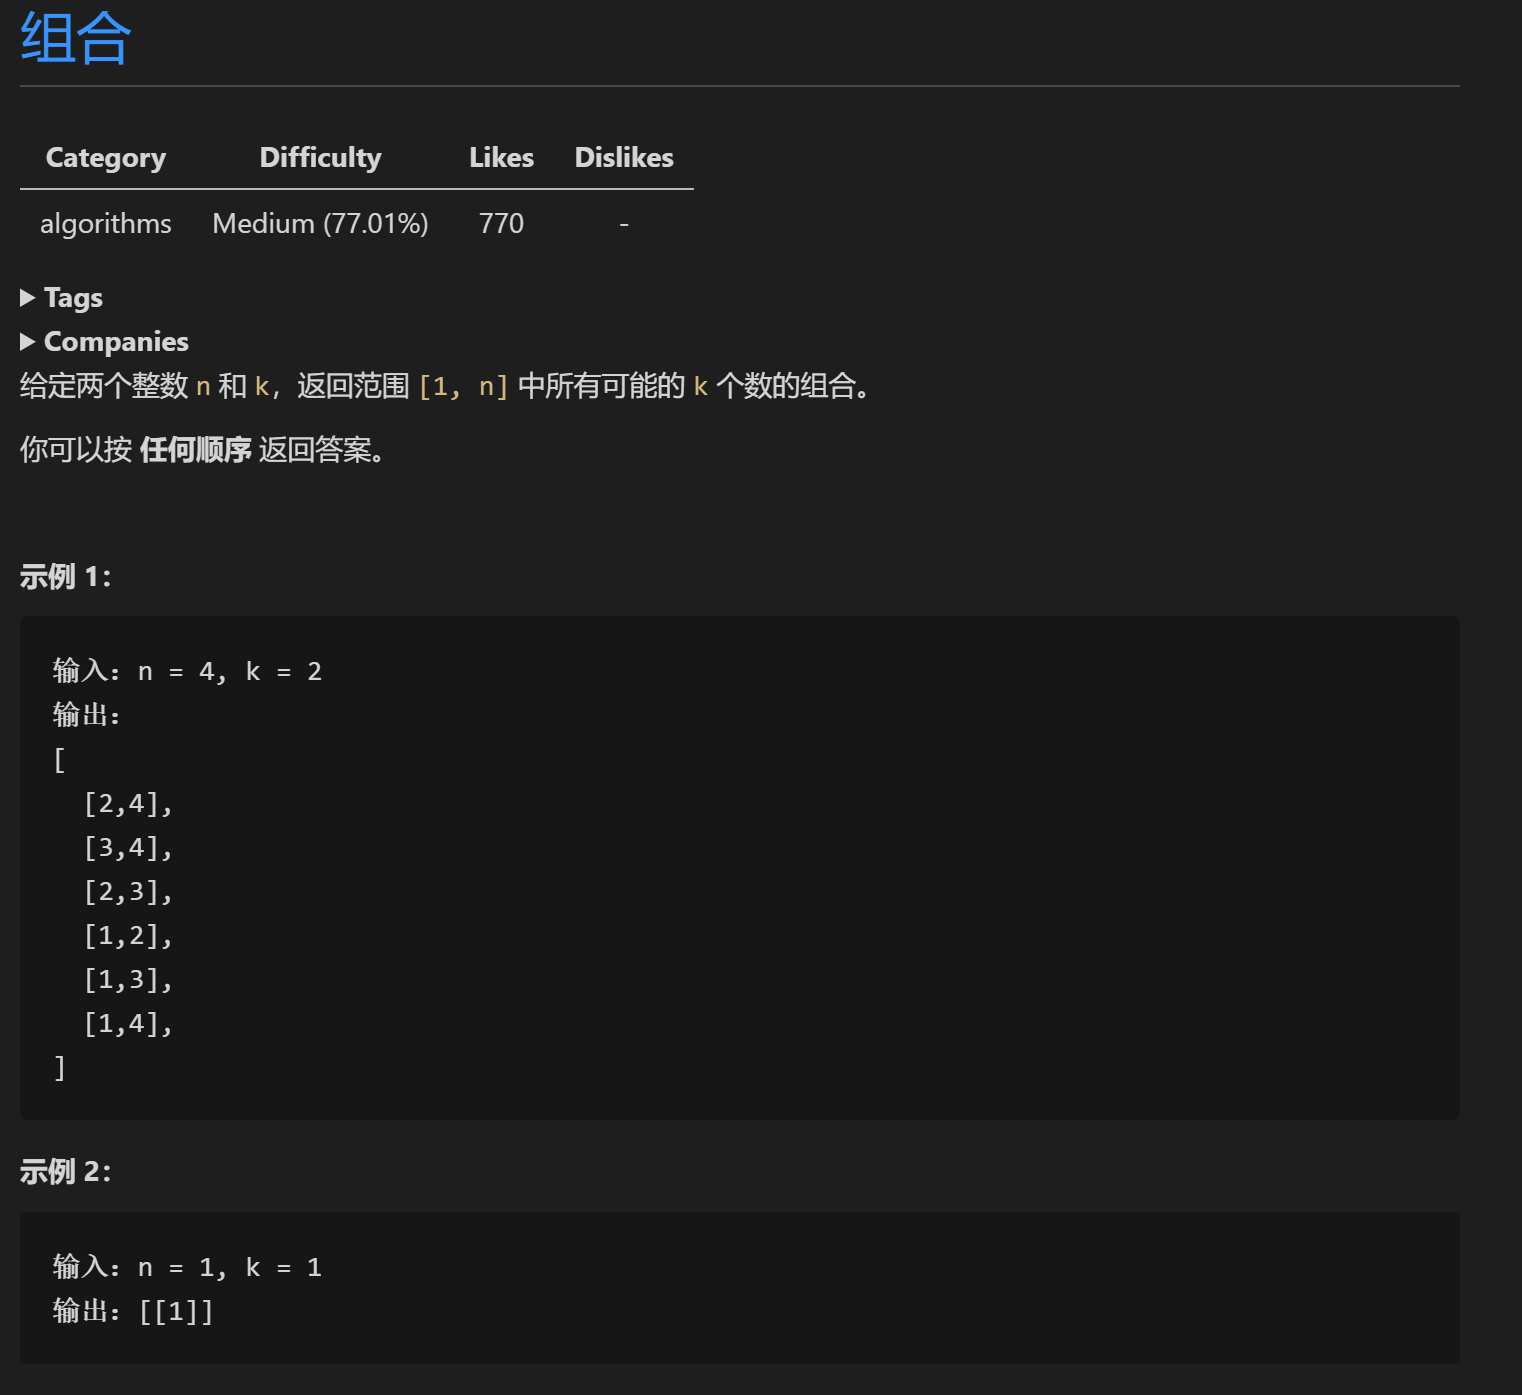 组合
Category Difficulty Likes Dislikes
algorithms Medium (77.01%) 770 -
Tags
Companies
给定两个整数 n 和 k，返回范围 [1, n] 中所有可能的 k 个数的组合。
你可以按 任何顺序 返回答案。
示例 1：
输入：n = 4, k = 2
输出：
[
  [2,4],
  [3,4],
  [2,3],
  [1,2],
  [1,3],
  [1,4],
]
示例 2：
输入：n = 1, k = 1
输出：[[1]]